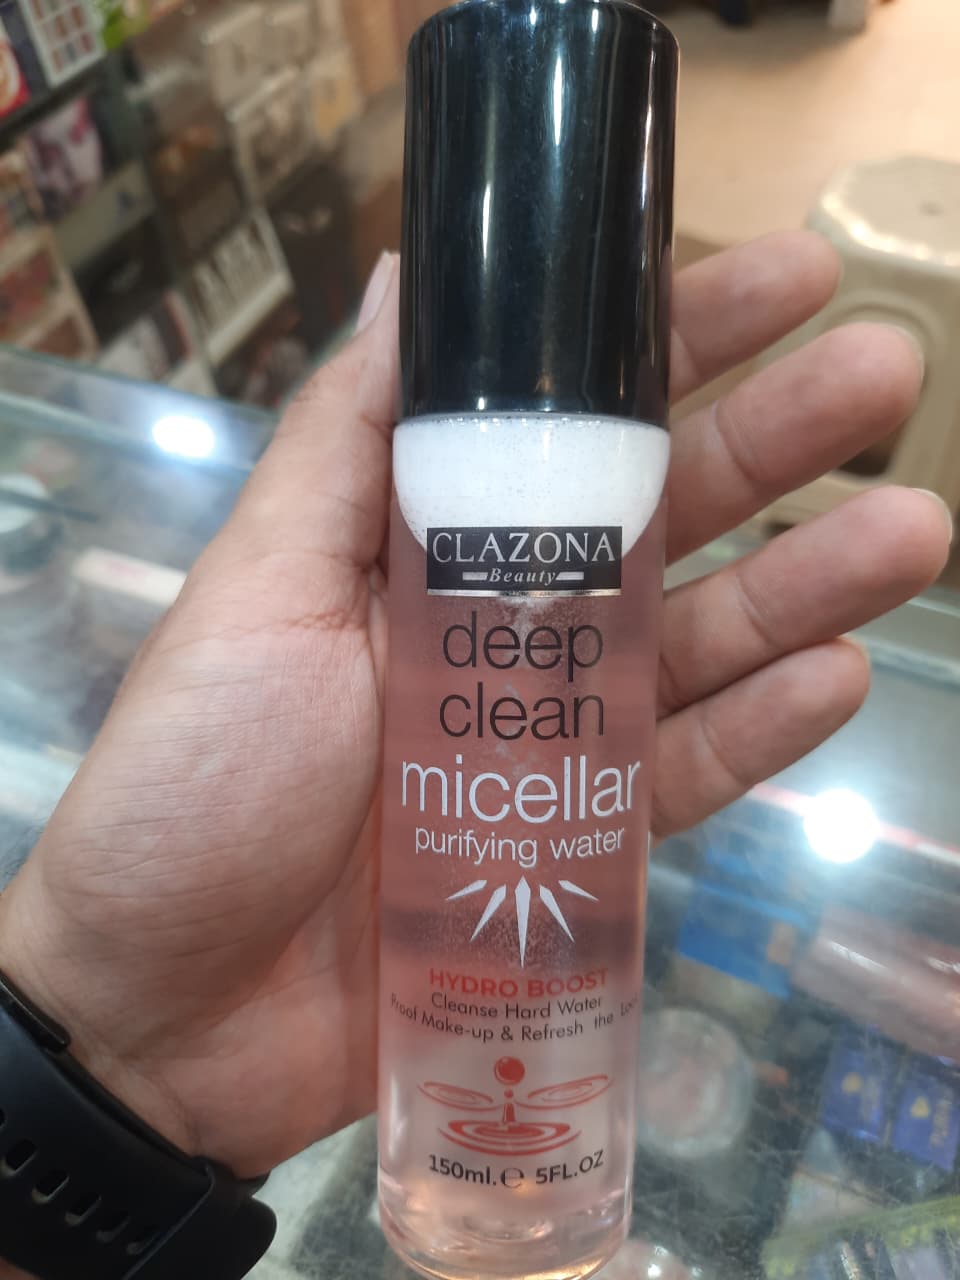 CLAZONA
Beauty
deep
clean
micellar
purifying water
HYDRO BOOST
Cleanse Hard Water
Proof Make-up & Refresh the
150ml.℮ 5FL.OZ